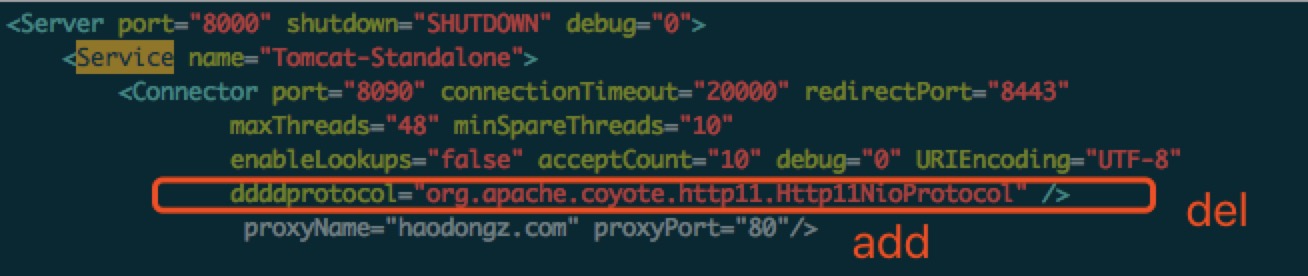 <Server port="8000" shutdown="SHUTDOWN" debug="0">
<Service name="Tomcat-Standalone">
<Connector port="8090" connectionTimeout="20000" redirectPort="8443"
maxThreads="48" minSpareThreads="10"
enableLookups="false" acceptCount="10" debug="0" URIEncoding="UTF-8"
ddddprotocol="org.apache.coyote.http11.Http11NioProtocol" />
del
proxyName="haodongz.com" proxyPort="80"/>
add